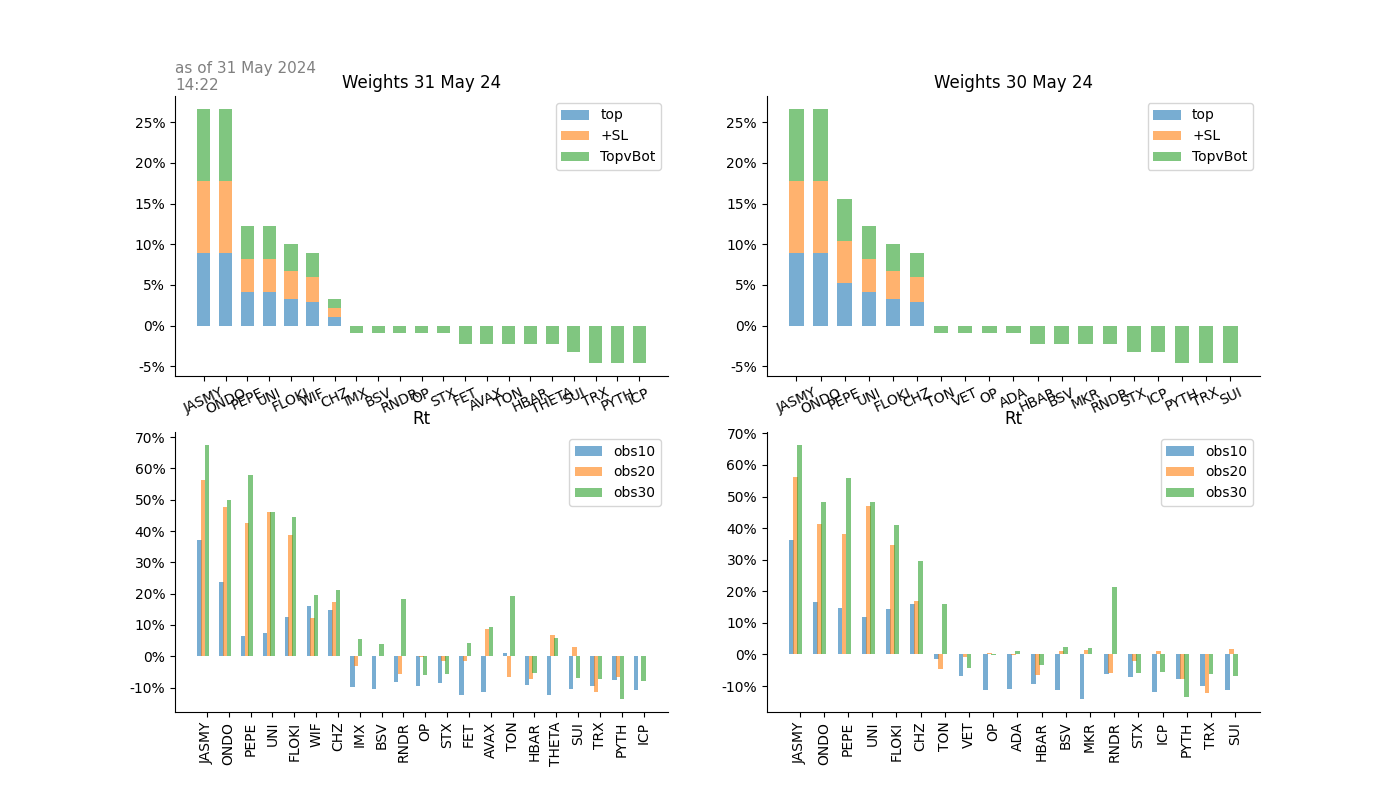 as of 31 May 2024
14:22
Weights 31 May 24
25%
20%
15%
10%
5%
0%
-5%
top
+SL
TopvBot
JASMY ONDO PEPE UNI FLOKI WIF CHZ IMX BSV RNDR OP STX FET AVAX TON HBAR THETA SUI TRX PYTH ICP
Weights 30 May 24
25%
20%
15%
10%
5%
0%
-5%
top
+SL
TopvBot
JASMY ONDO PEPE UNI FLOKI CHZ TON VET OP ADA HBAR BSV MKR RNDR STX ICP PYTH TRX SUI
Rt
70%
60%
50%
40%
30%
20%
10%
0%
-10%
obs10
obs20
obs30
JASMY ONDO PEPE UNI FLOKI WIF CHZ IMX BSV RNDR OP STX FET AVAX TON HBAR THETA SUI TRX PYTH ICP
Rt
70%
60%
50%
40%
30%
20%
10%
0%
-10%
obs10
obs20
obs30
JASMY ONDO PEPE UNI FLOKI CHZ TON VET OP ADA HBAR BSV MKR RNDR STX ICP PYTH TRX SUI